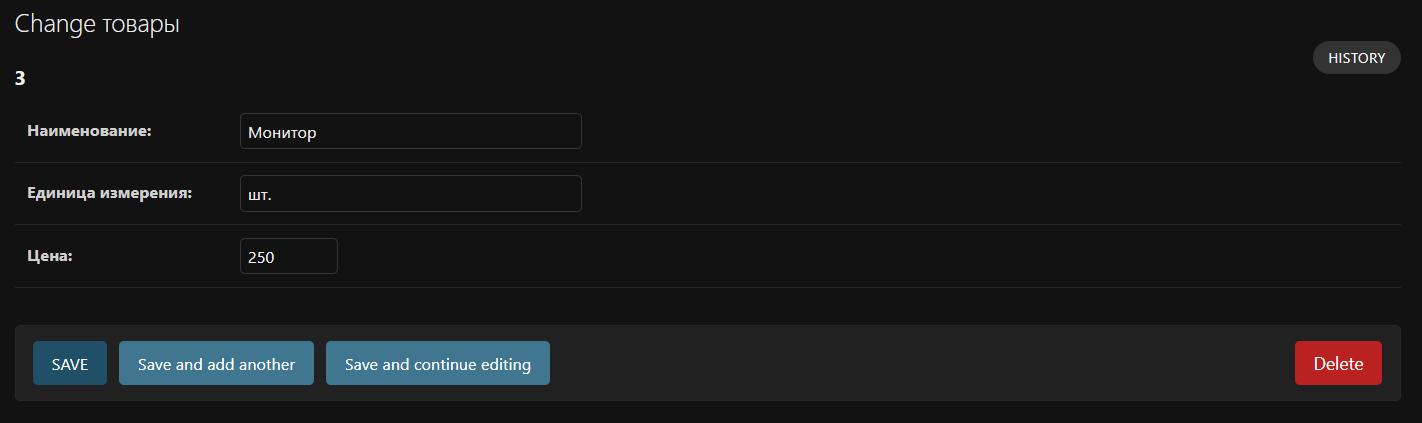 Change товары
HISTORY
3
Наименование: Монитор
Единица измерения: шт.
Цена: 250
SAVE Save and add another Save and continue editing Delete